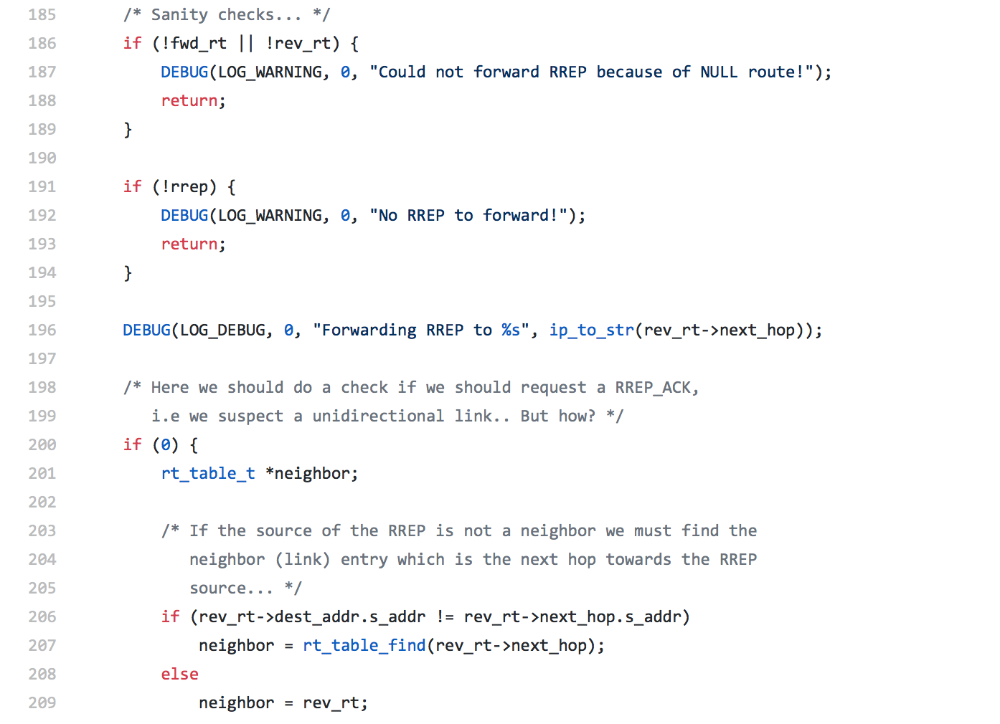 185 /* Sanity checks... */
186 if (!fwd_rt || !rev_rt) {
187 DEBUG(LOG_WARNING, 0, "Could not forward RREP because of NULL route!");
188 return;
189 }
190
191 if (!rrep) {
192 DEBUG(LOG_WARNING, 0, "No RREP to forward!");
193 return;
194 }
195
196 DEBUG(LOG_DEBUG, 0, "Forwarding RREP to %s", ip_to_str(rev_rt->next_hop));
197
198 /* Here we should do a check if we should request a RREP_ACK,
199 i.e we suspect a unidirectional link.. But how? */
200 if (0) {
201 rt_table_t *neighbor;
202
203 /* If the source of the RREP is not a neighbor we must find the
204 neighbor (link) entry which is the next hop towards the RREP
205 source... */
206 if (rev_rt->dest_addr.s_addr != rev_rt->next_hop.s_addr)
207 neighbor = rt_table_find(rev_rt->next_hop);
208 else
209 neighbor = rev_rt;